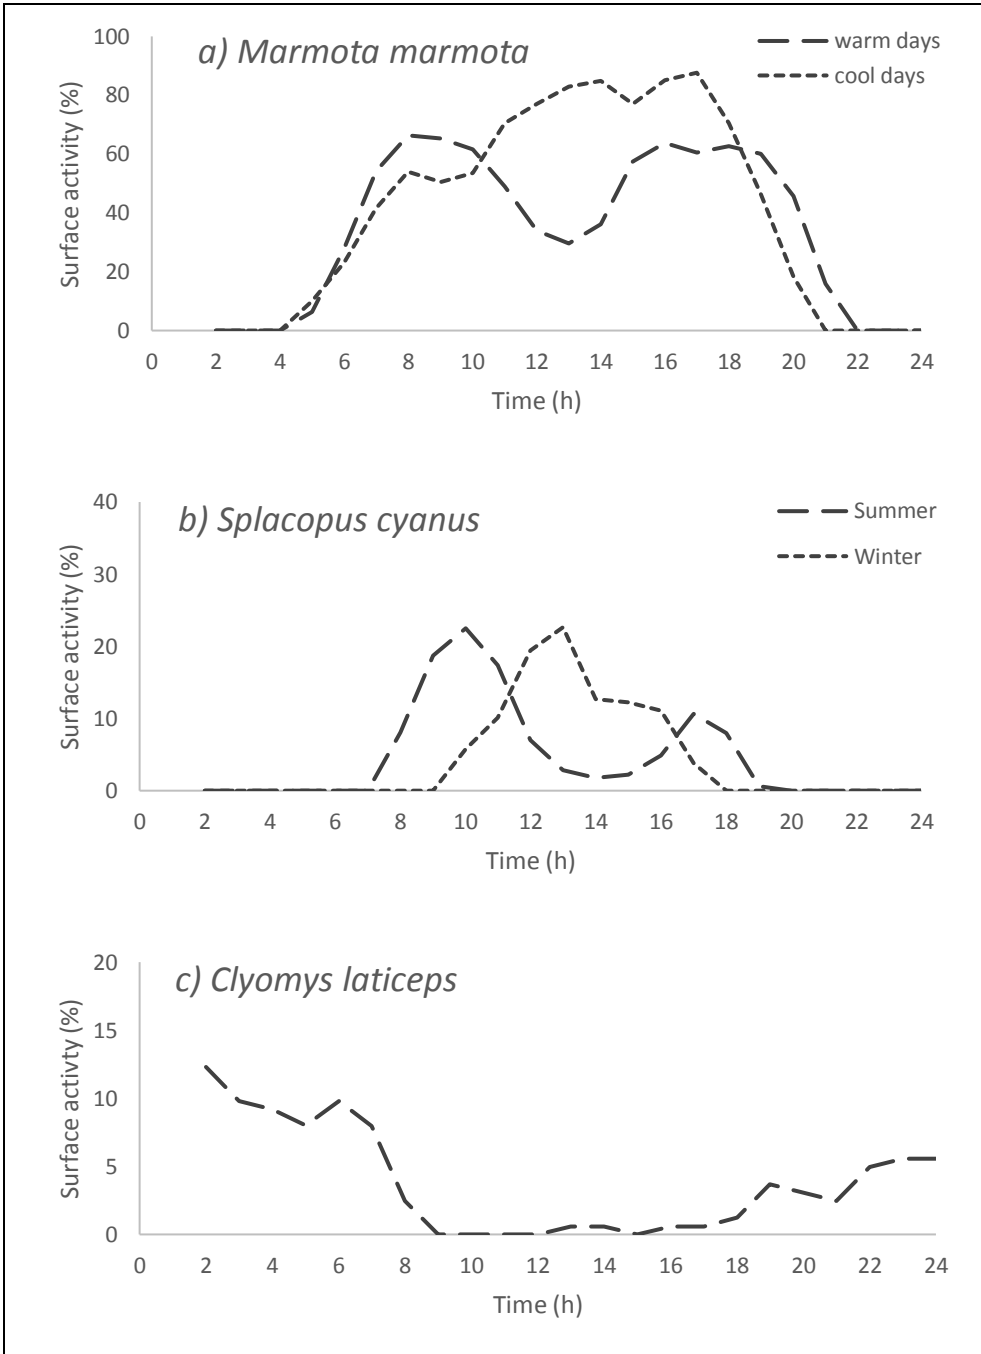 a) Marmota marmota
warm days
cool days
Surface activity (%)
100
80
60
40
20
0
0 2 4 6 8 10 12 14 16 18 20 22 24
Time (h)
b) Splacopus cyanus
Summer
Winter
Surface activity (%)
40
30
20
10
0
0 2 4 6 8 10 12 14 16 18 20 22 24
Time (h)
c) Clyomys laticeps
Surface activty (%)
20
15
10
5
0
0 2 4 6 8 10 12 14 16 18 20 22 24
Time (h)